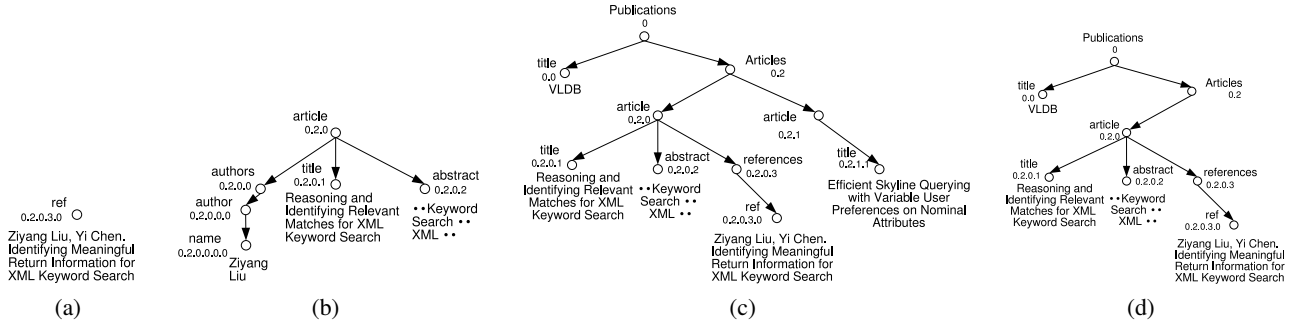 ref
0.2.0.3.0
Ziyang Liu, Yi Chen.
Identifying Meaningful
Return Information for
XML Keyword Search
(a)
article
0.2.0
authors
0.2.0.0
title
0.2.0.1
abstract
0.2.0.2
author
0.2.0.0.0
Reasoning and
Identifying Relevant
Matches for XML
Keyword Search
••Keyword
Search ••
XML ••
name
0.2.0.0.0.0
Ziyang
Liu
(b)
Publications
0
title
0.0
VLDB
Articles
0.2
article
0.2.0
article
0.2.1
title
0.2.0.1
Reasoning and
Identifying Relevant
Matches for XML
Keyword Search
abstract
0.2.0.2
••Keyword
Search ••
XML ••
references
0.2.0.3
title
0.2.1.1
Efficient Skyline Querying
with Variable User
Preferences on Nominal
Attributes
ref
0.2.0.3.0
Ziyang Liu, Yi Chen.
Identifying Meaningful
Return Information for
XML Keyword Search
(c)
Publications
0
title
0.0
VLDB
Articles
0.2
article
0.2.0
title
0.2.0.1
Reasoning and
Identifying Relevant
Matches for XML
Keyword Search
abstract
0.2.0.2
••Keyword
Search ••
XML ••
references
0.2.0.3
ref
0.2.0.3.0
Ziyang Liu, Yi Chen.
Identifying Meaningful
Return Information for
XML Keyword Search
(d)